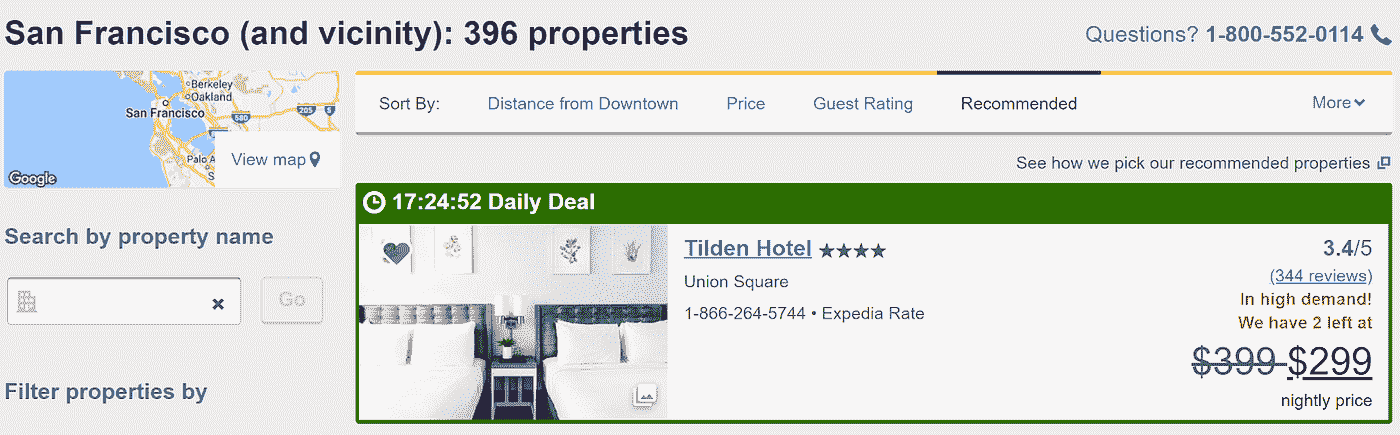 San Francisco (and vicinity): 396 properties
Questions? 1-800-552-0114
Berkeley
Oakland
San Francisco
580
205
5
Palo A
S
View map
Google
Sort By: Distance from Downtown Price Guest Rating Recommended More
See how we pick our recommended properties
Search by property name
Go
Filter properties by
17:24:52 Daily Deal
Tilden Hotel
Union Square
1-866-264-5744 • Expedia Rate
3.4/5
(344 reviews)
In high demand!
We have 2 left at
$399 $299
nightly price